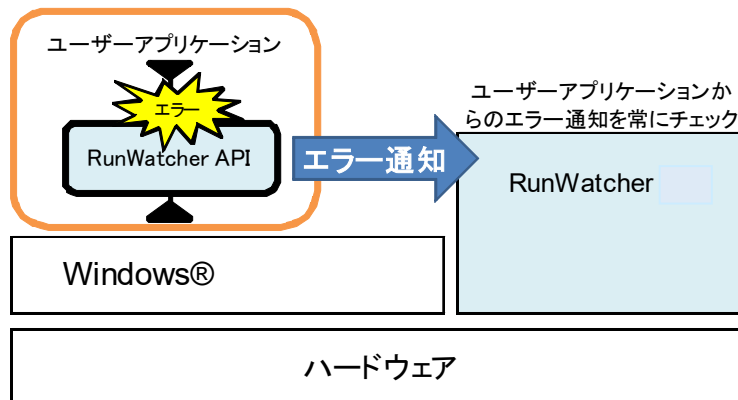 ユーザーアプリケーション
エラー
RunWatcher API
エラー通知
ユーザーアプリケーションか
らのエラー通知を常にチェック
RunWatcher
Windows®
ハードウェア